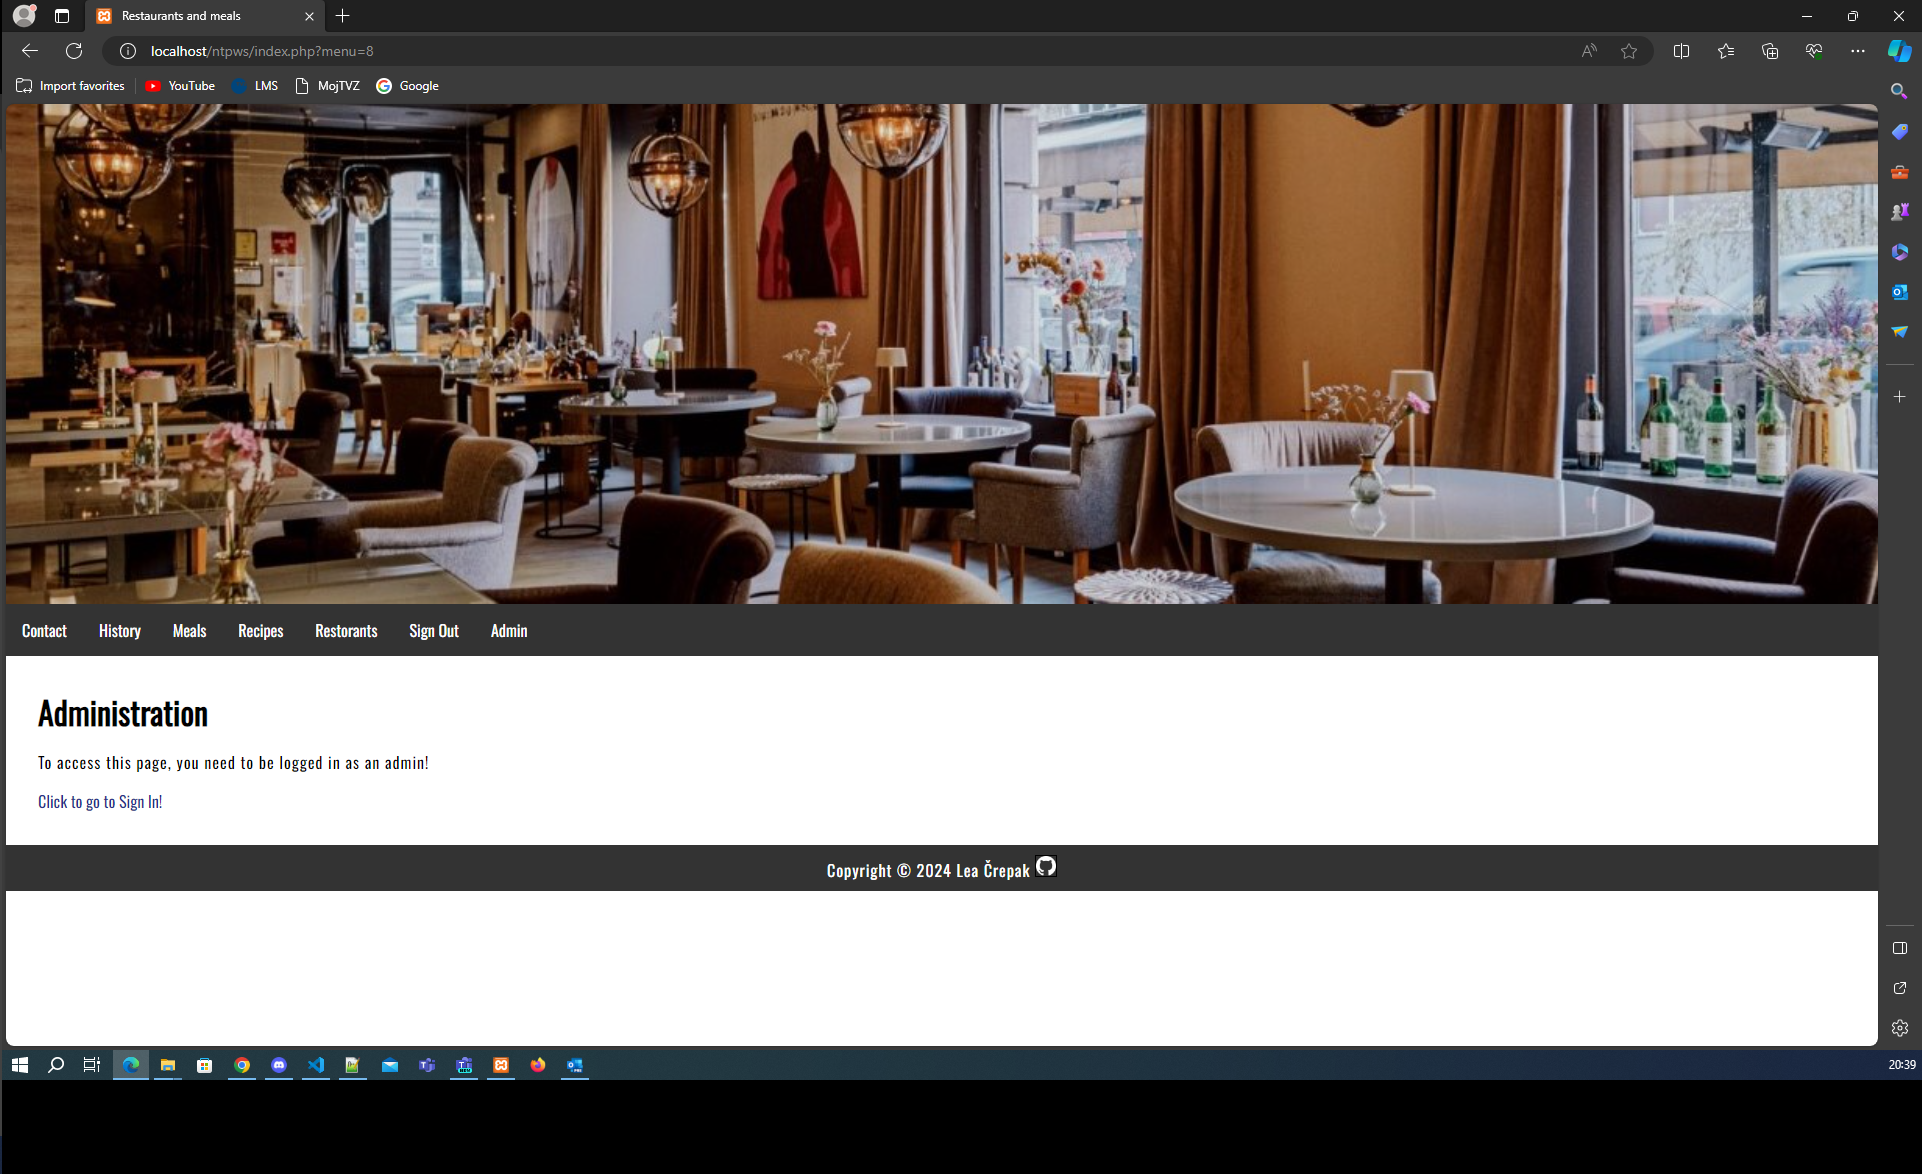 Restaurants and meals
localhost/ntpws/index.php?menu=8
Import favorites YouTube LMS MojTVZ Google
Contact History Meals Recipes Restorants Sign Out Admin
Administration
To access this page, you need to be logged in as an admin!
Click to go to Sign In!
Copyright © 2024 Lea Črepak
20:39